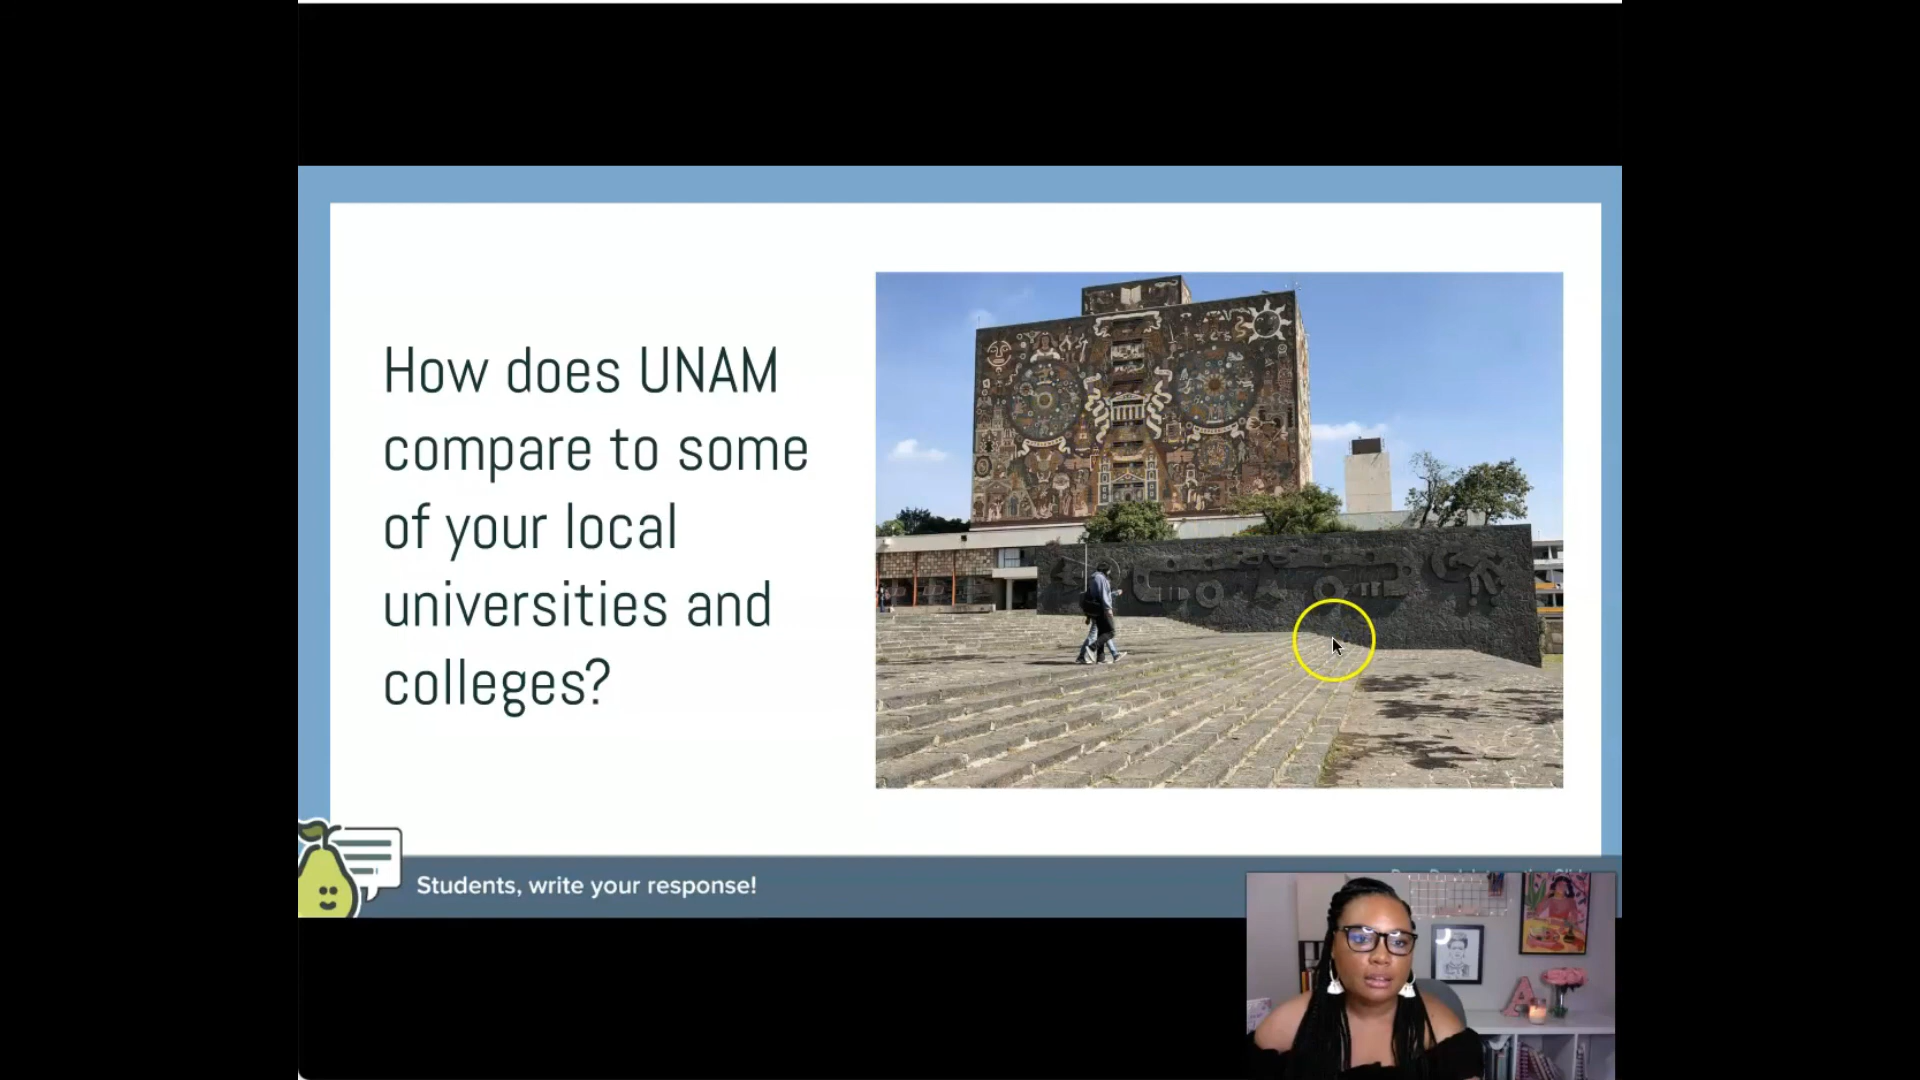 How does UNAM
compare to some
of your local
universities and
colleges?
Students, write your response!